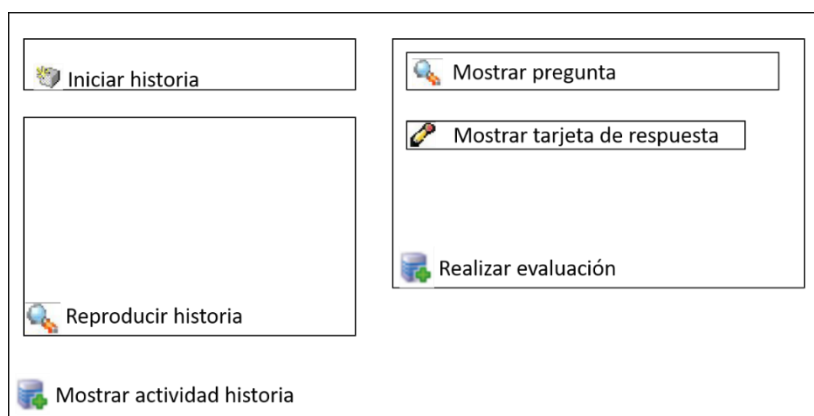 Iniciar historia
Reproducir historia
Mostrar actividad historia
Mostrar pregunta
Mostrar tarjeta de respuesta
Realizar evaluación